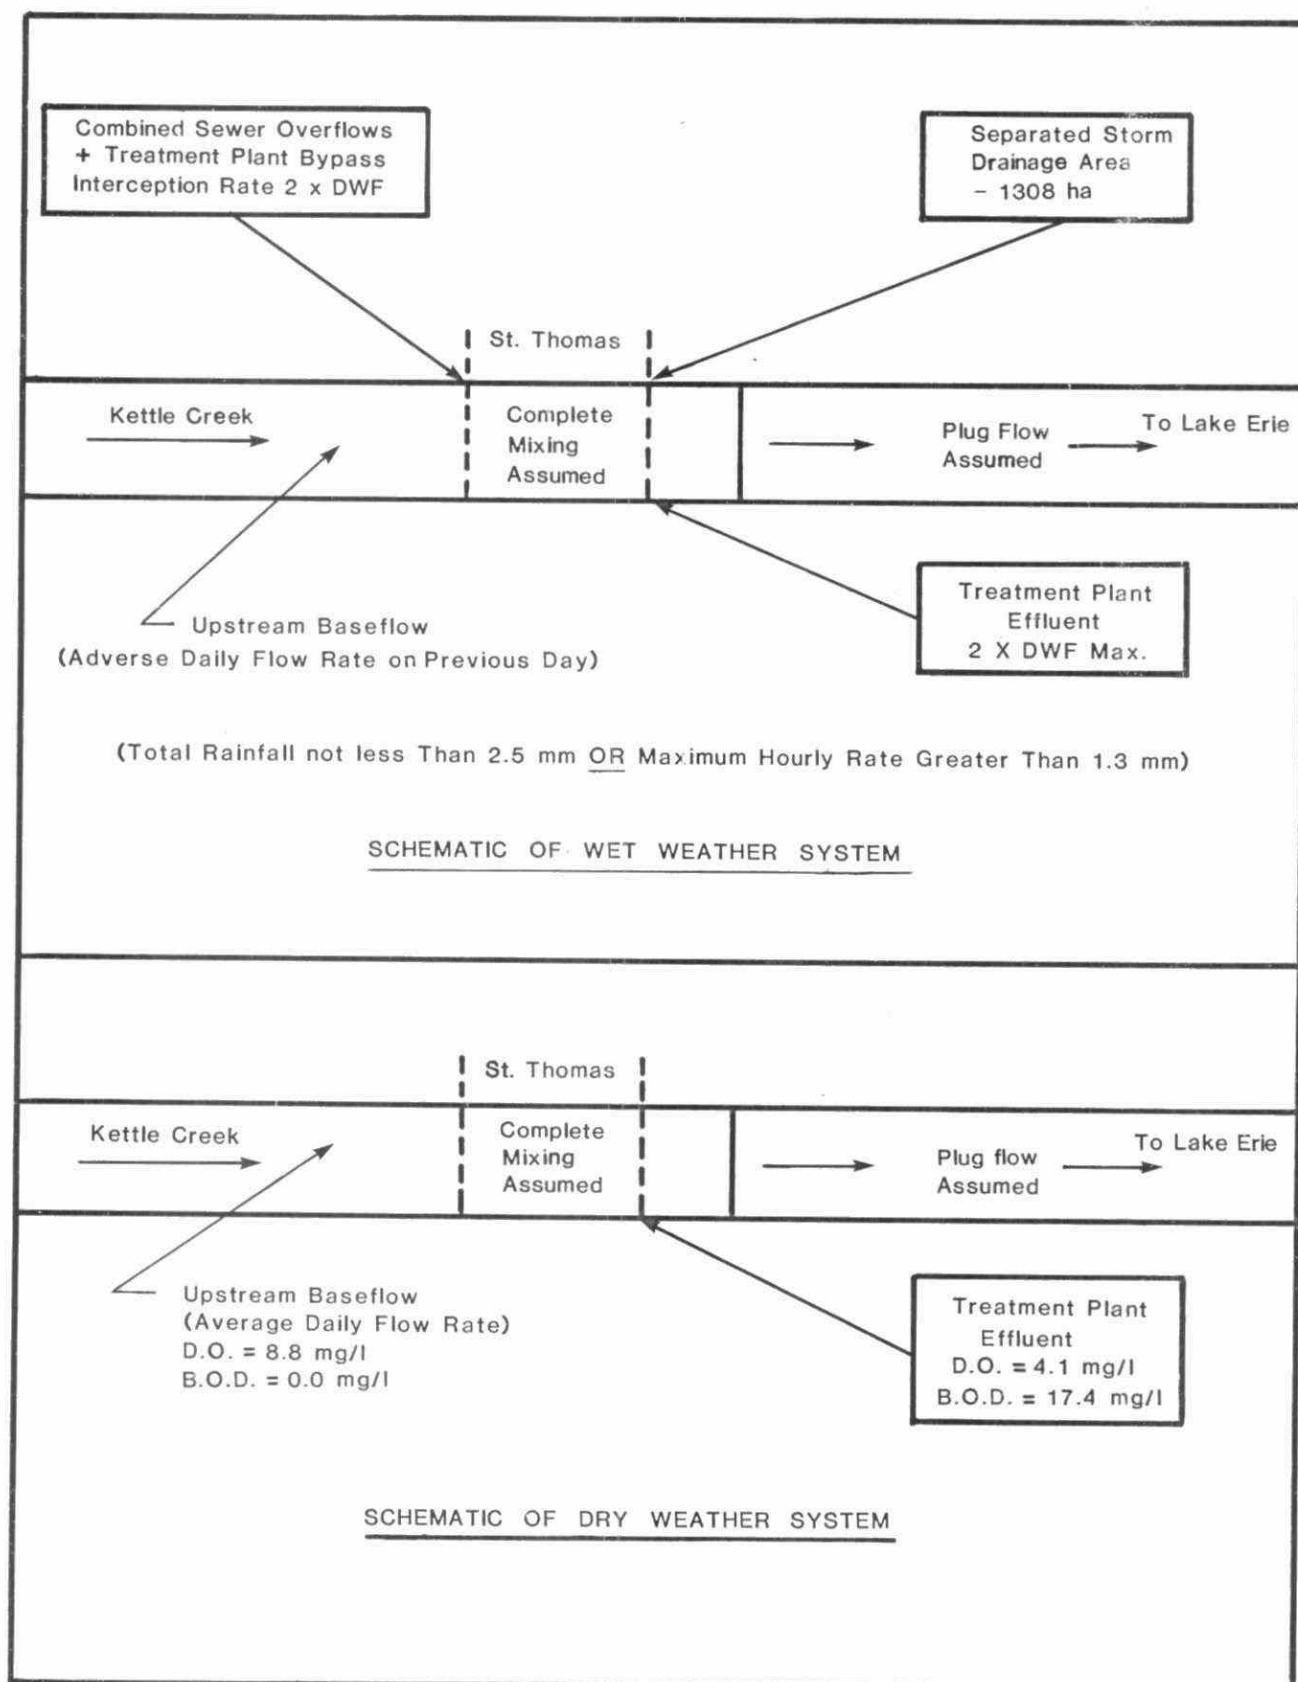 Combined Sewer Overflows
+ Treatment Plant Bypass
Interception Rate 2 x DWF
Separated Storm
Drainage Area
- 1308 ha
St. Thomas
Kettle Creek
Complete
Mixing
Assumed
Plug Flow
Assumed
To Lake Erie
Upstream Baseflow
(Adverse Daily Flow Rate on Previous Day)
Treatment Plant
Effluent
2 X DWF Max.
(Total Rainfall not less Than 2.5 mm OR Maximum Hourly Rate Greater Than 1.3 mm)
SCHEMATIC OF WET WEATHER SYSTEM
St. Thomas
Kettle Creek
Complete
Mixing
Assumed
Plug flow
Assumed
To Lake Erie
Upstream Baseflow
(Average Daily Flow Rate)
D.O. = 8.8 mg/l
B.O.D. = 0.0 mg/l
Treatment Plant
Effluent
D.O. = 4.1 mg/l
B.O.D. = 17.4 mg/l
SCHEMATIC OF DRY WEATHER SYSTEM